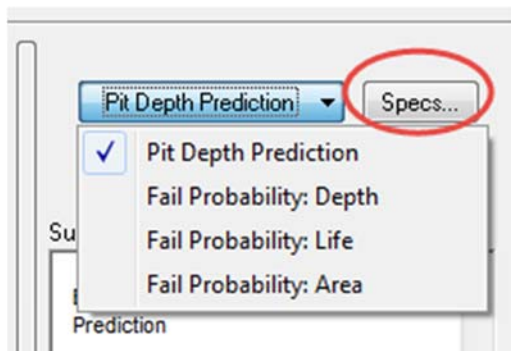 Pit Depth Prediction Specs...
Pit Depth Prediction
Fail Probability: Depth
Su
Fail Probability: Life
Fail Probability: Area
Prediction